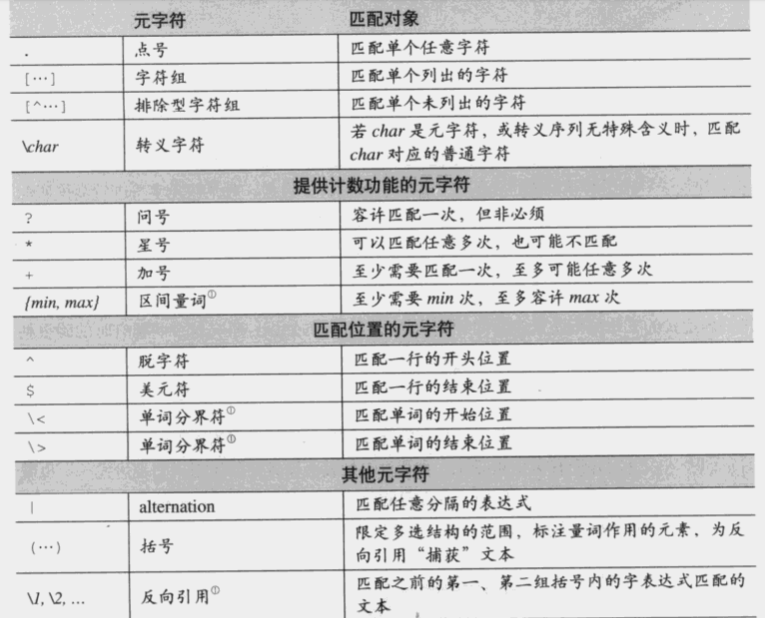 元字符 匹配对象
. 点号 匹配单个任意字符
[···] 字符组 匹配单个列出的字符
[^···] 排除型字符组 匹配单个未列出的字符
\char 转义字符 若 char 是元字符，或转义序列无特殊含义时，匹配
char 对应的普通字符
提供计数功能的元字符
? 问号 容许匹配一次，但非必须
* 星号 可以匹配任意多次，也可能不匹配
+ 加号 至少需要匹配一次，至多可能任意多次
{min, max} 区间量词① 至少需要 min 次，至多容许 max 次
匹配位置的元字符
^ 脱字符 匹配一行的开头位置
$ 美元符 匹配一行的结束位置
\< 单词分界符① 匹配单词的开始位置
\> 单词分界符① 匹配单词的结束位置
其他元字符
| alternation 匹配任意分隔的表达式
(···) 括号 限定多选结构的范围，标注量词作用的元素，为反
向引用“捕获”文本
\1, \2, ... 反向引用① 匹配之前的第一、第二组括号内的字表达式匹配的
文本